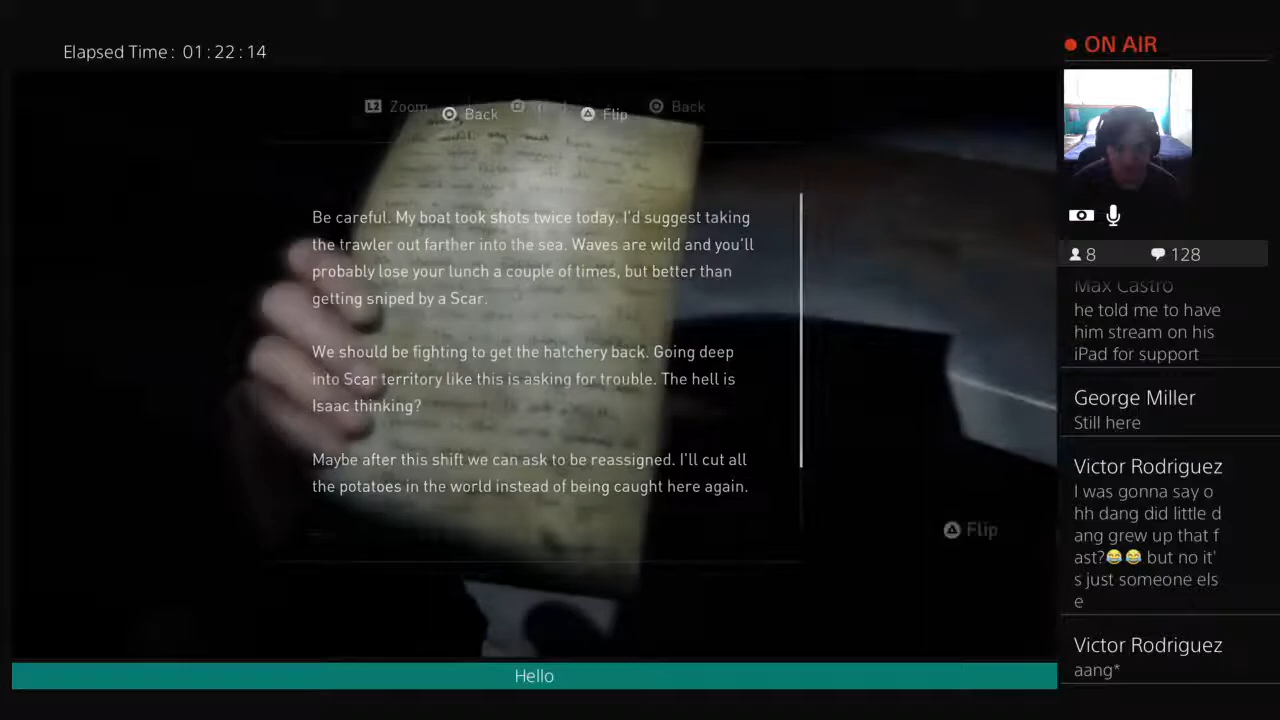 Elapsed Time: 01:22:14
ON AIR
L2 Zoom
Back
Back
Flip
Be careful. My boat took shots twice today. I'd suggest taking
the trawler out farther into the sea. Waves are wild and you'll
probably lose your lunch a couple of times, but better than
getting sniped by a Scar.
We should be fighting to get the hatchery back. Going deep
into Scar territory like this is asking for trouble. The hell is
Isaac thinking?
Maybe after this shift we can ask to be reassigned. I'll cut all
the potatoes in the world instead of being caught here again.
Flip
Hello
8
128
Max Castro
he told me to have
him stream on his
iPad for support
George Miller
Still here
Victor Rodriguez
I was gonna say o
hh dang did little d
ang grew up that f
ast?😂😂 but no it'
s just someone els
e
Victor Rodriguez
aang*